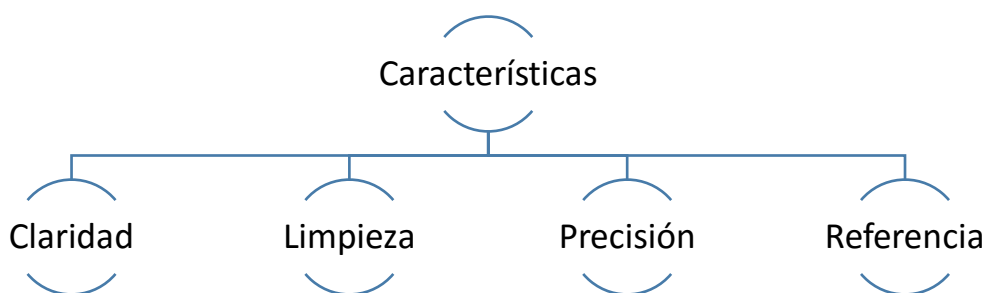 Características
Claridad
Limpieza
Precisión
Referencia